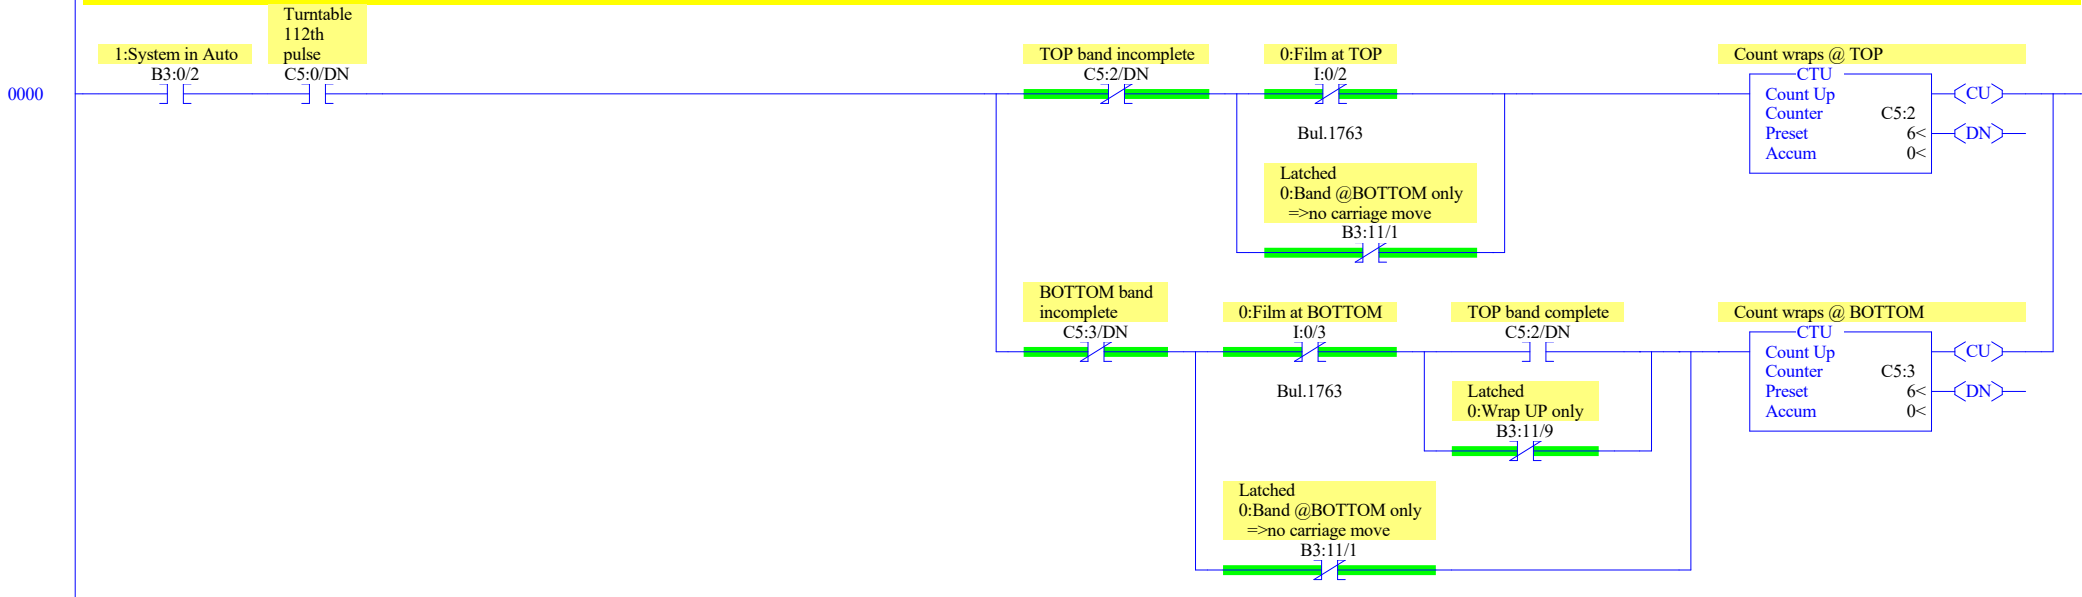 Turntable
112th
pulse
1:System in Auto
B3:0/2
C5:0/DN
0000
TOP band incomplete
C5:2/DN
0:Film at TOP
I:0/2
Bul.1763
Latched
0:Band @BOTTOM only
=>no carriage move
B3:11/1
Count wraps @ TOP
CTU
Count Up
Counter C5:2
Preset 6<
Accum 0<
CU
DN
BOTTOM band
incomplete
C5:3/DN
0:Film at BOTTOM
I:0/3
Bul.1763
TOP band complete
C5:2/DN
Latched
0:Wrap UP only
B3:11/9
Latched
0:Band @BOTTOM only
=>no carriage move
B3:11/1
Count wraps @ BOTTOM
CTU
Count Up
Counter C5:3
Preset 6<
Accum 0<
CU
DN